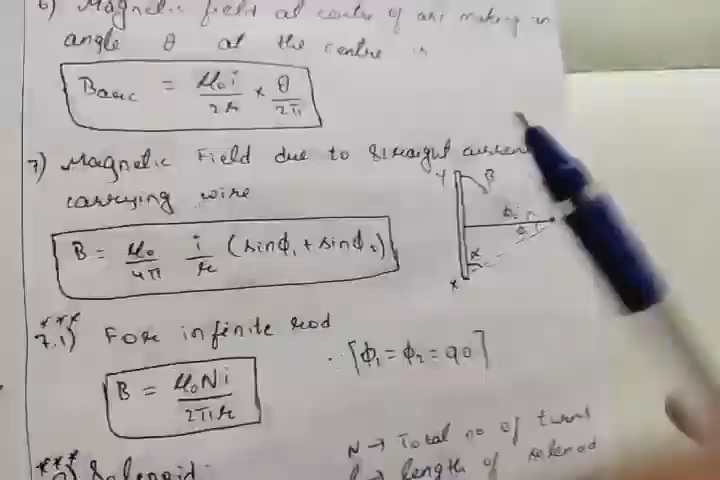 6) Magnetic field at centre of arc making an
angle θ at the centre is
Barc = μ₀i/2r × θ/2π
7) Magnetic Field due to straight current
carrying wire
B = μ₀/4π i/r (sinϕ₁ + sinϕ₂)
Y β
ϕ₁
ϕ₂
α
X
*** 7.1) For infinite rod
[ϕ₁ = ϕ₂ = 90]
B = μ₀Ni/2πr
N → Total no of turns
*** Solenoid:
l → length of solenoid